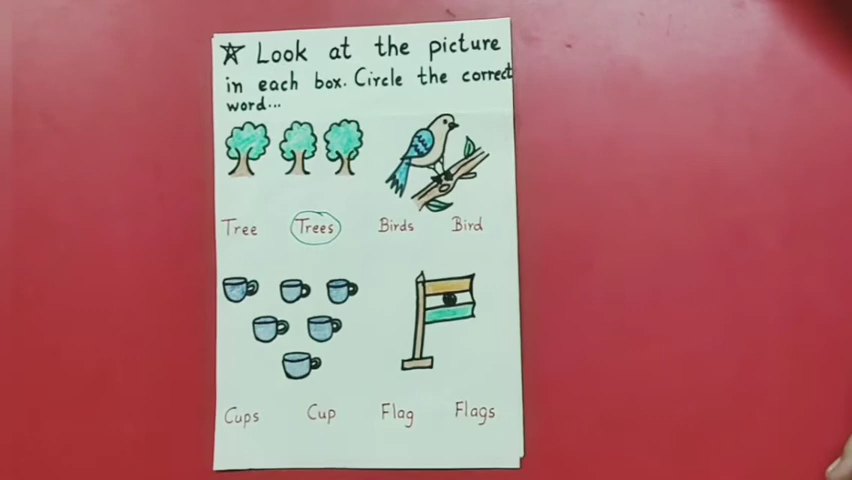 Look at the picture
in each box. Circle the correct
word...
Tree Trees Birds Bird
Cups Cup Flag Flags